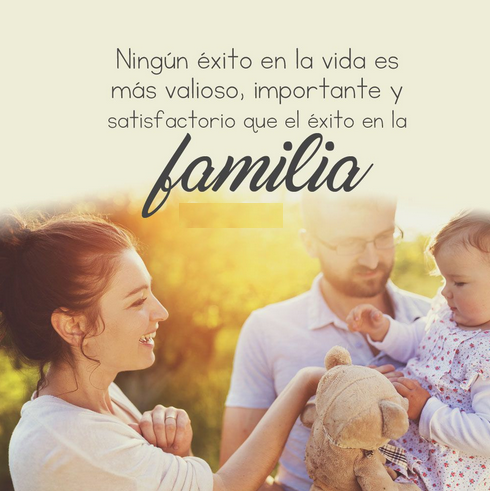 Ningún éxito en la vida es
más valioso, importante y
satisfactorio que el éxito en la
familia